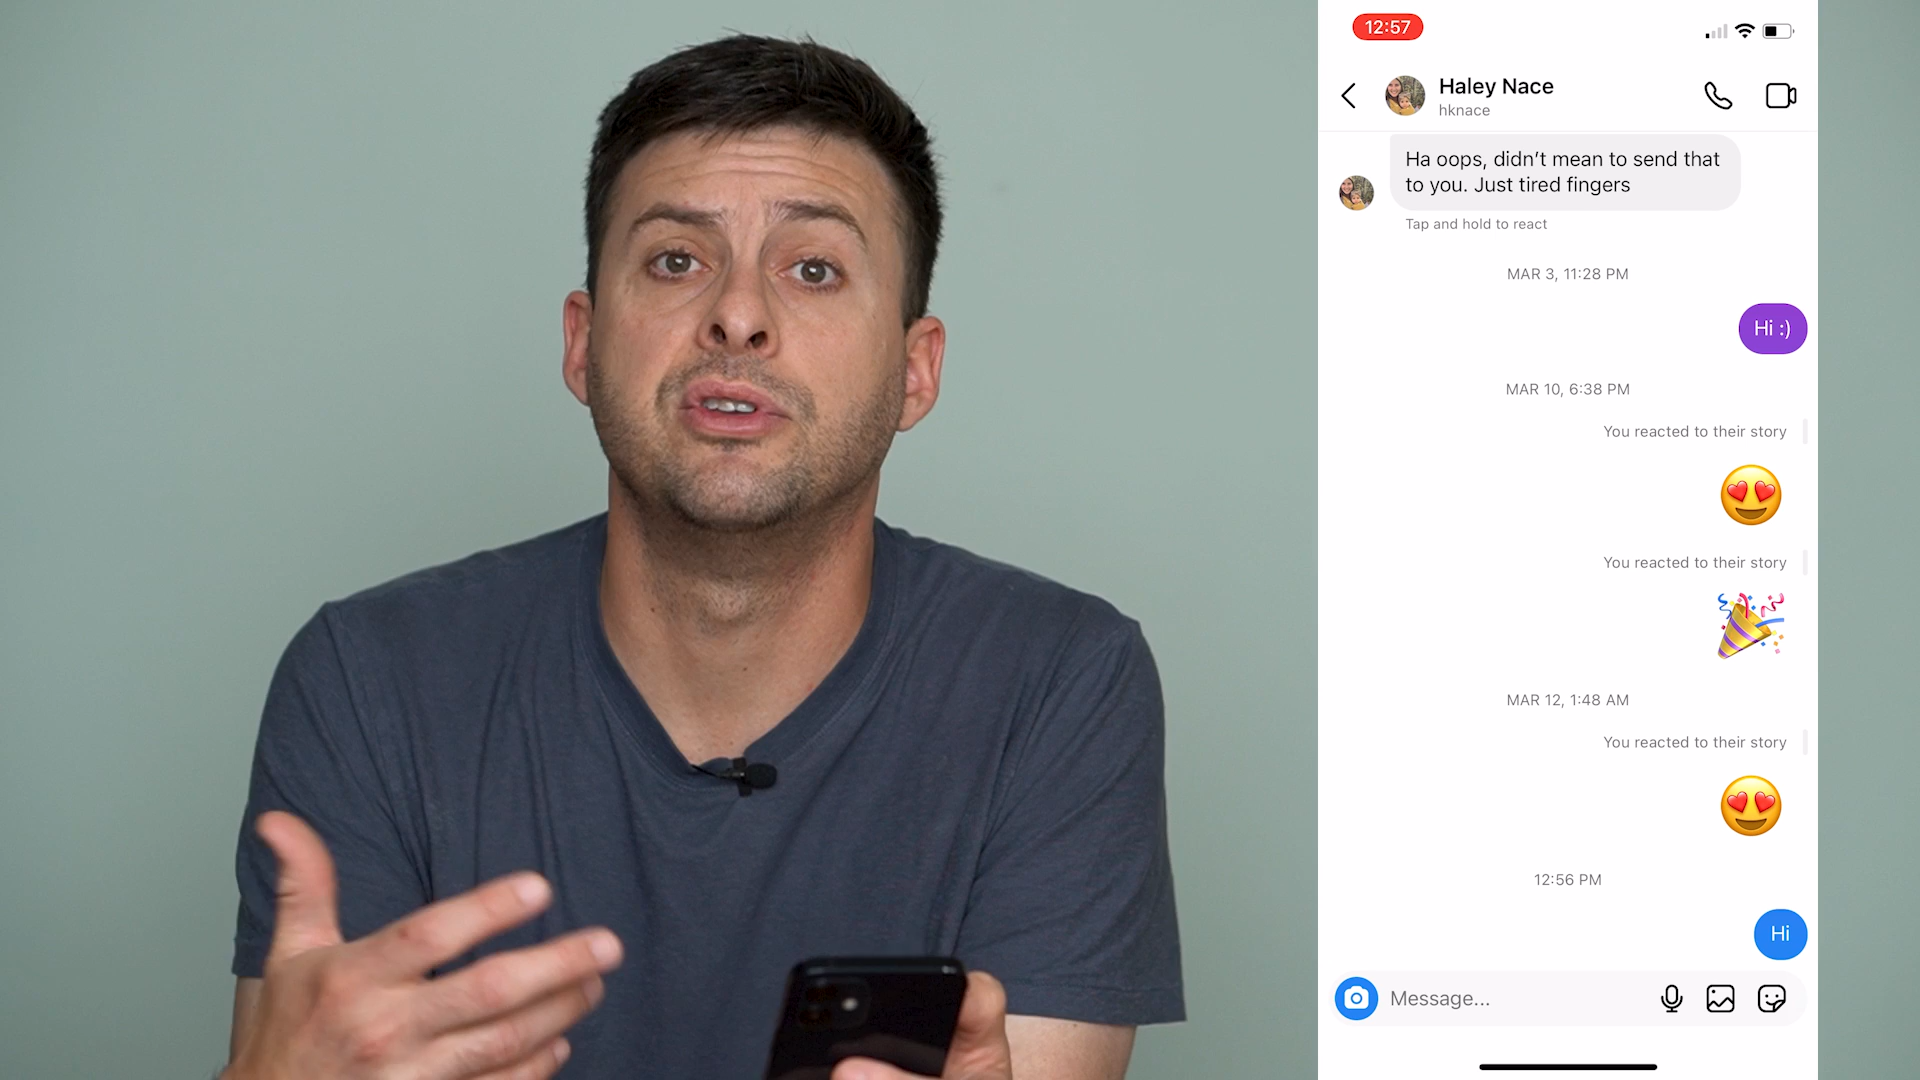 12:57
Haley Nace
hknace
Ha oops, didn’t mean to send that
to you. Just tired fingers
Tap and hold to react
MAR 3, 11:28 PM
Hi :)
MAR 10, 6:38 PM
You reacted to their story
You reacted to their story
MAR 12, 1:48 AM
You reacted to their story
12:56 PM
Hi
Message...